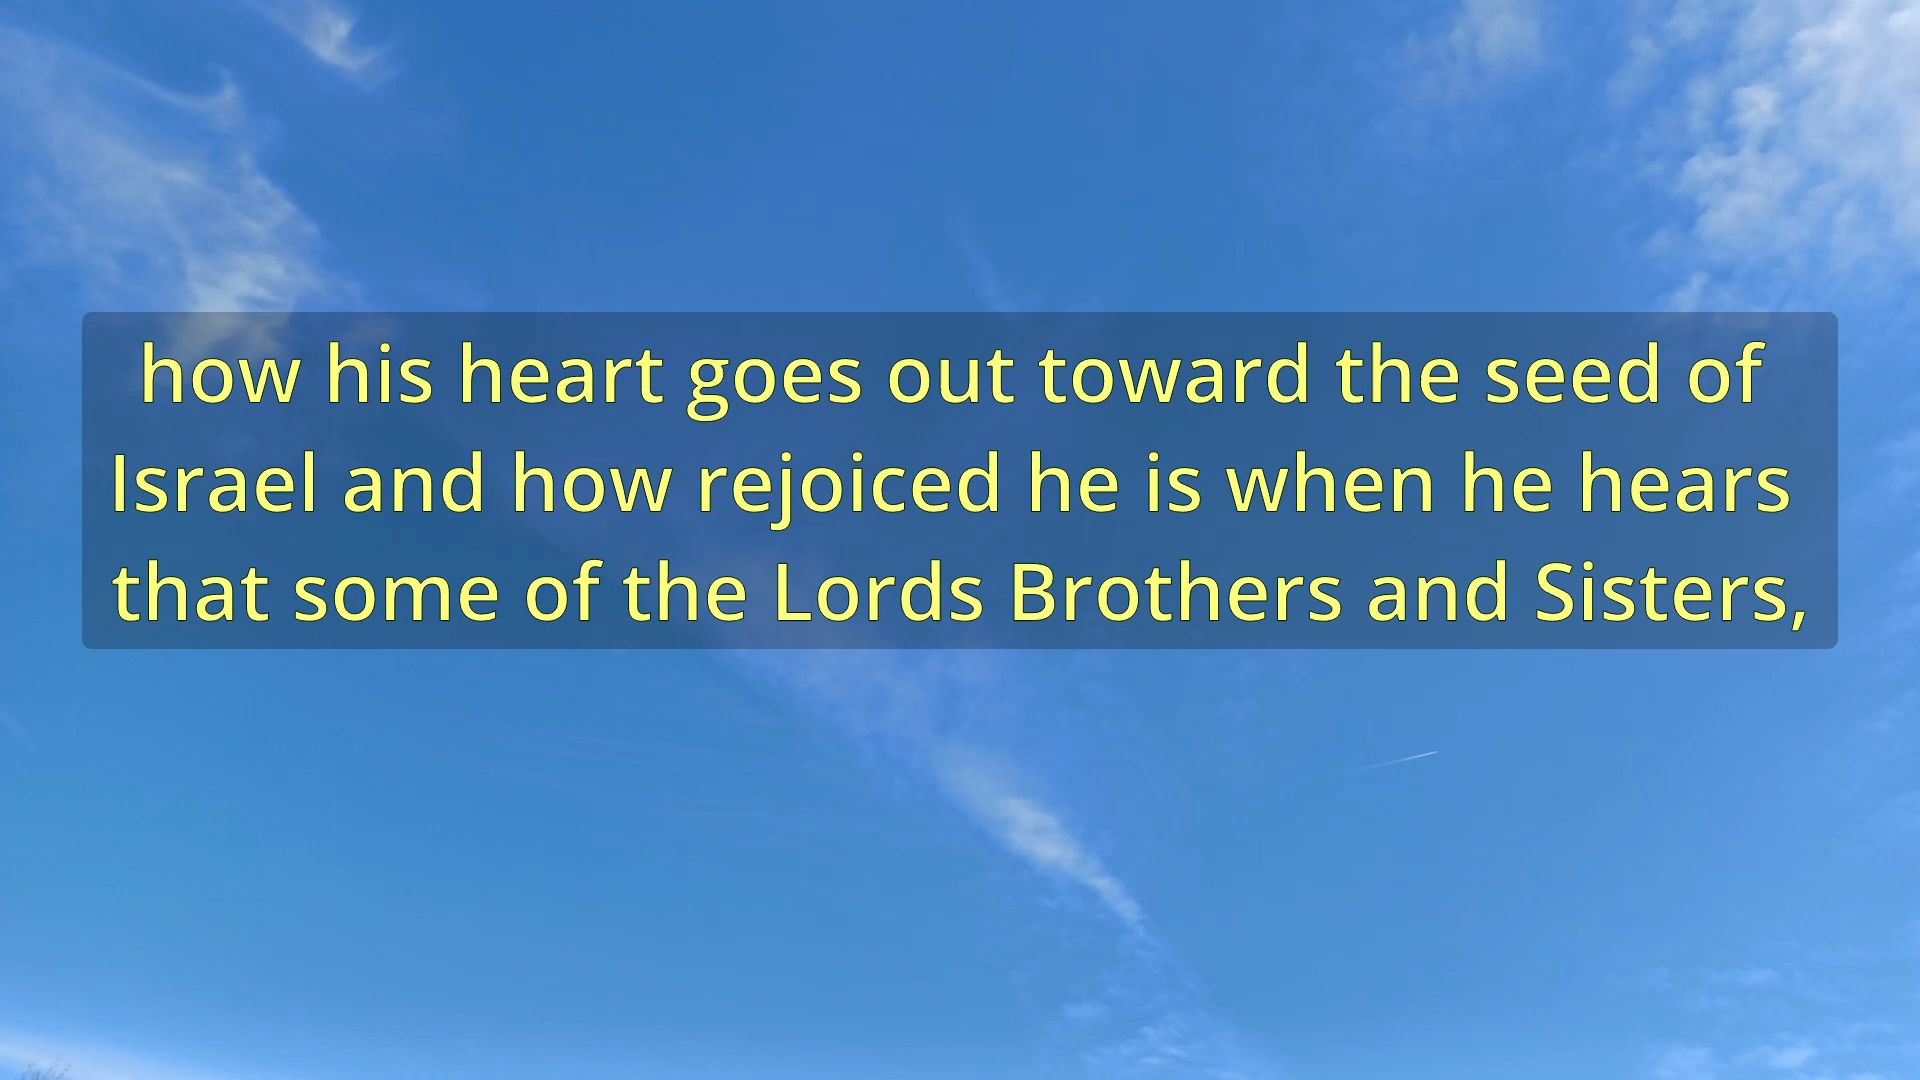 how his heart goes out toward the seed of
Israel and how rejoiced he is when he hears
that some of the Lords Brothers and Sisters,